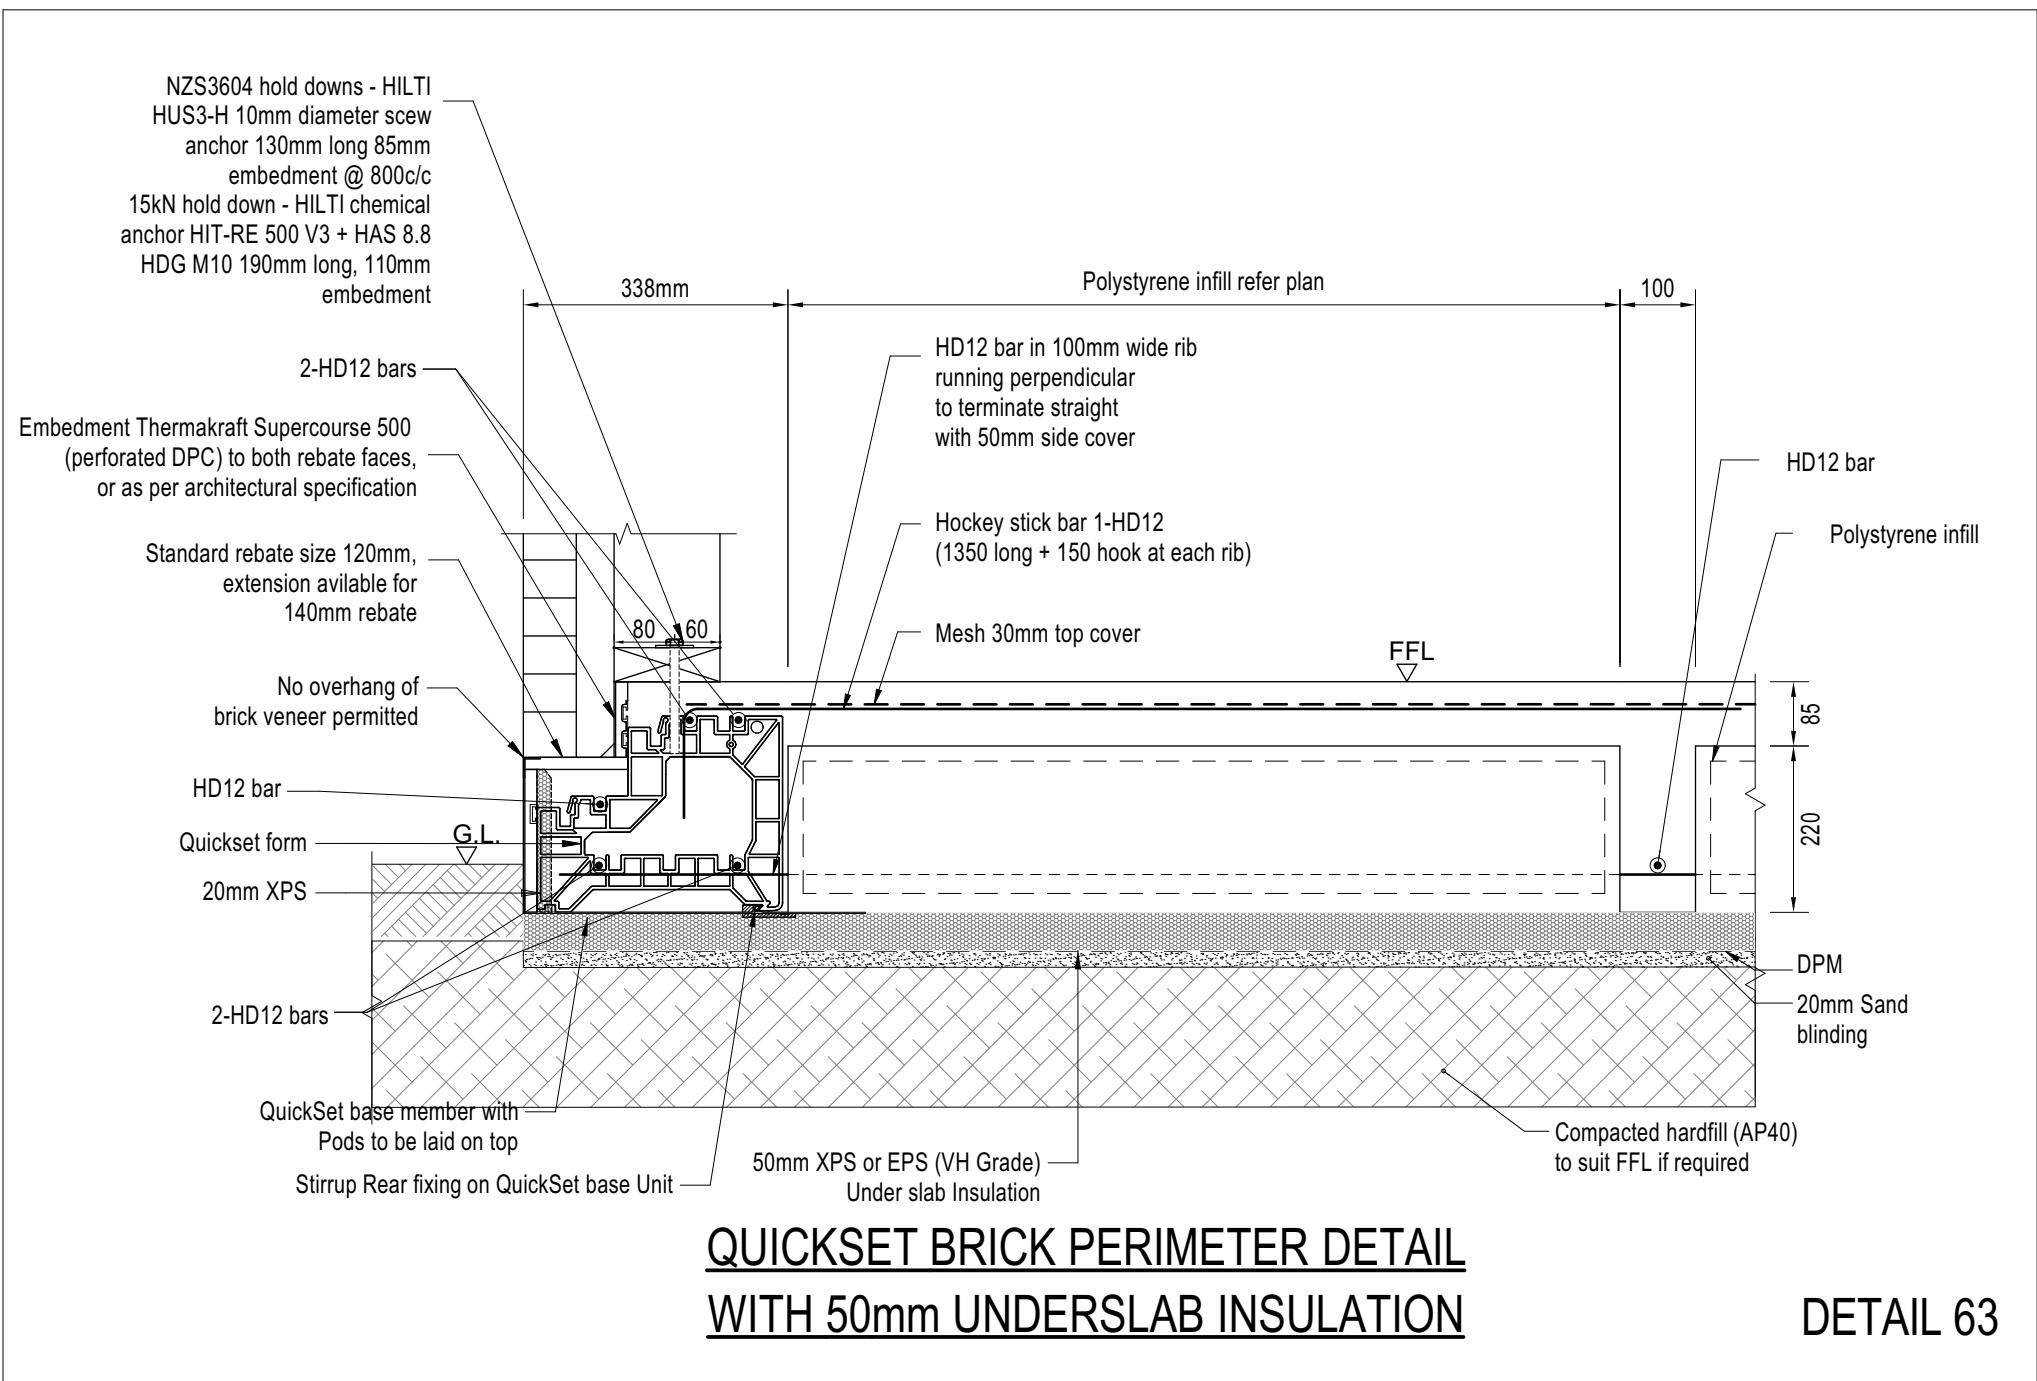 NZS3604 hold downs - HILTI
HUS3-H 10mm diameter scew
anchor 130mm long 85mm
embedment @ 800c/c
15kN hold down - HILTI chemical
anchor HIT-RE 500 V3 + HAS 8.8
HDG M10 190mm long, 110mm
embedment
338mm
Polystyrene infill refer plan
100
2-HD12 bars
HD12 bar in 100mm wide rib
running perpendicular
to terminate straight
with 50mm side cover
Embedment Thermakraft Supercourse 500
(perforated DPC) to both rebate faces,
or as per architectural specification
HD12 bar
Hockey stick bar 1-HD12
(1350 long + 150 hook at each rib)
Polystyrene infill
Standard rebate size 120mm,
extension avilable for
140mm rebate
80
60
Mesh 30mm top cover
FFL
No overhang of
brick veneer permitted
85
HD12 bar
Quickset form
G.L.
220
20mm XPS
DPM
2-HD12 bars
20mm Sand
blinding
QuickSet base member with
Pods to be laid on top
Stirrup Rear fixing on QuickSet base Unit
50mm XPS or EPS (VH Grade)
Under slab Insulation
Compacted hardfill (AP40)
to suit FFL if required
QUICKSET BRICK PERIMETER DETAIL
WITH 50mm UNDERSLAB INSULATION
DETAIL 63